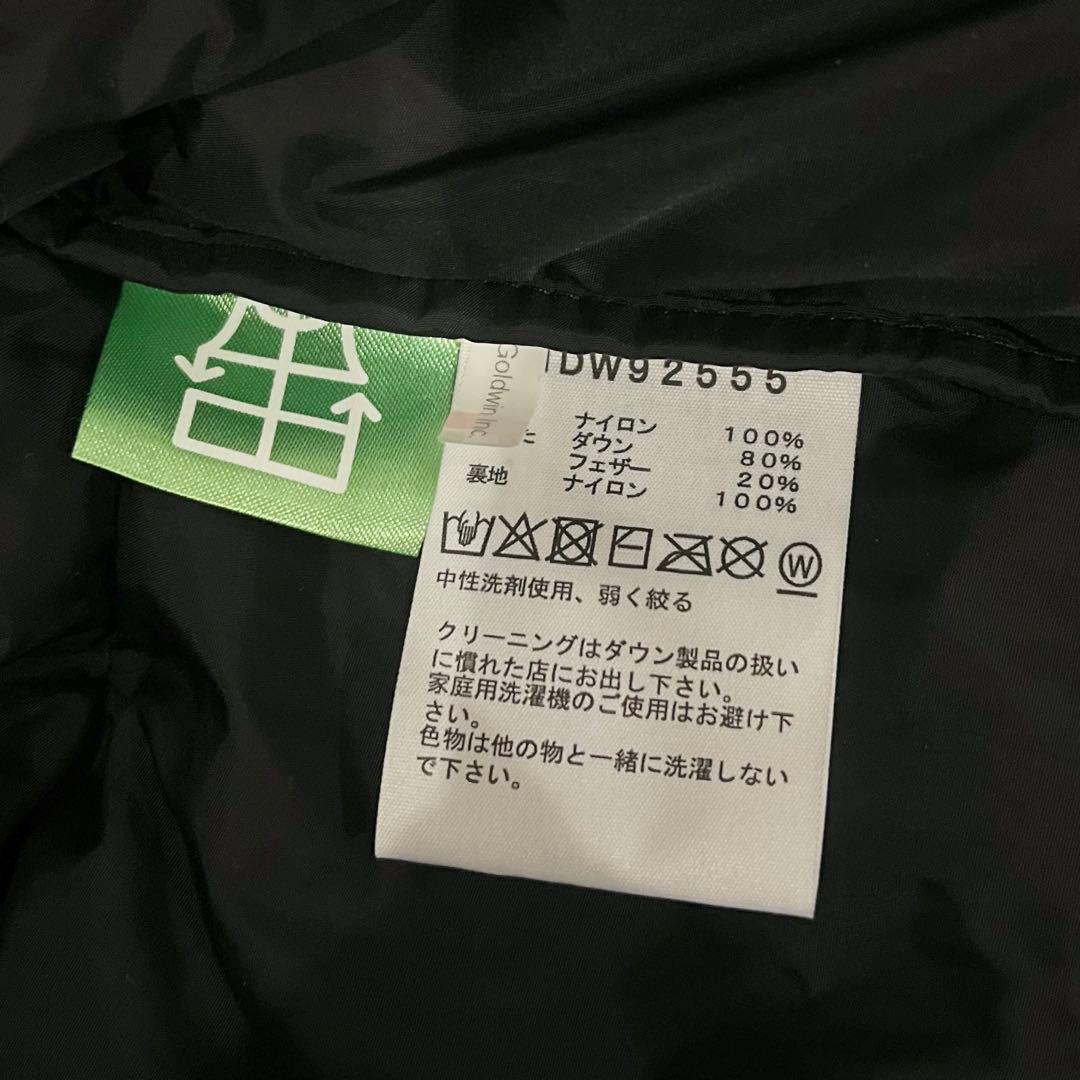 GoldwinInc.
DW92555
ナイロン 100%
ダウン 80%
フェザー 20%
裏地 ナイロン 100%
W
中性洗剤使用、弱く絞る
クリーニングはダウン製品の扱い
に慣れた店にお出し下さい。
家庭用洗濯機のご使用はお避け下
さい。
色物は他の物と一緒に洗濯しない
で下さい。